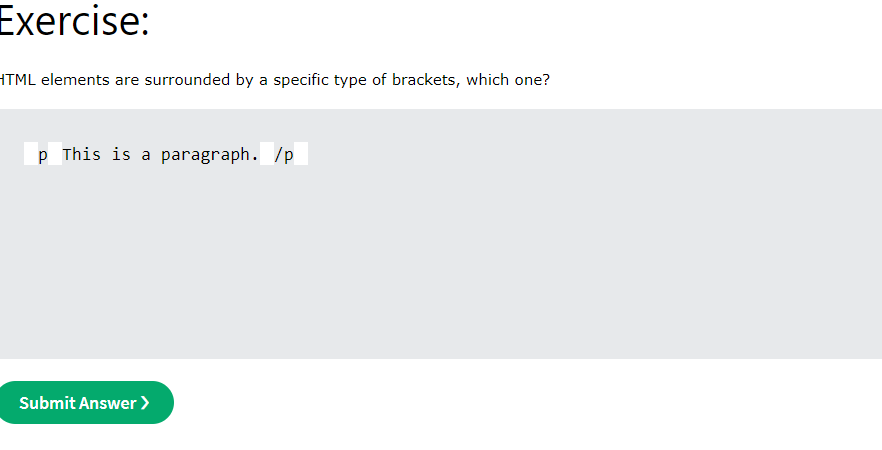 Exercise:
HTML elements are surrounded by a specific type of brackets, which one?
p This is a paragraph. /p
Submit Answer ❯